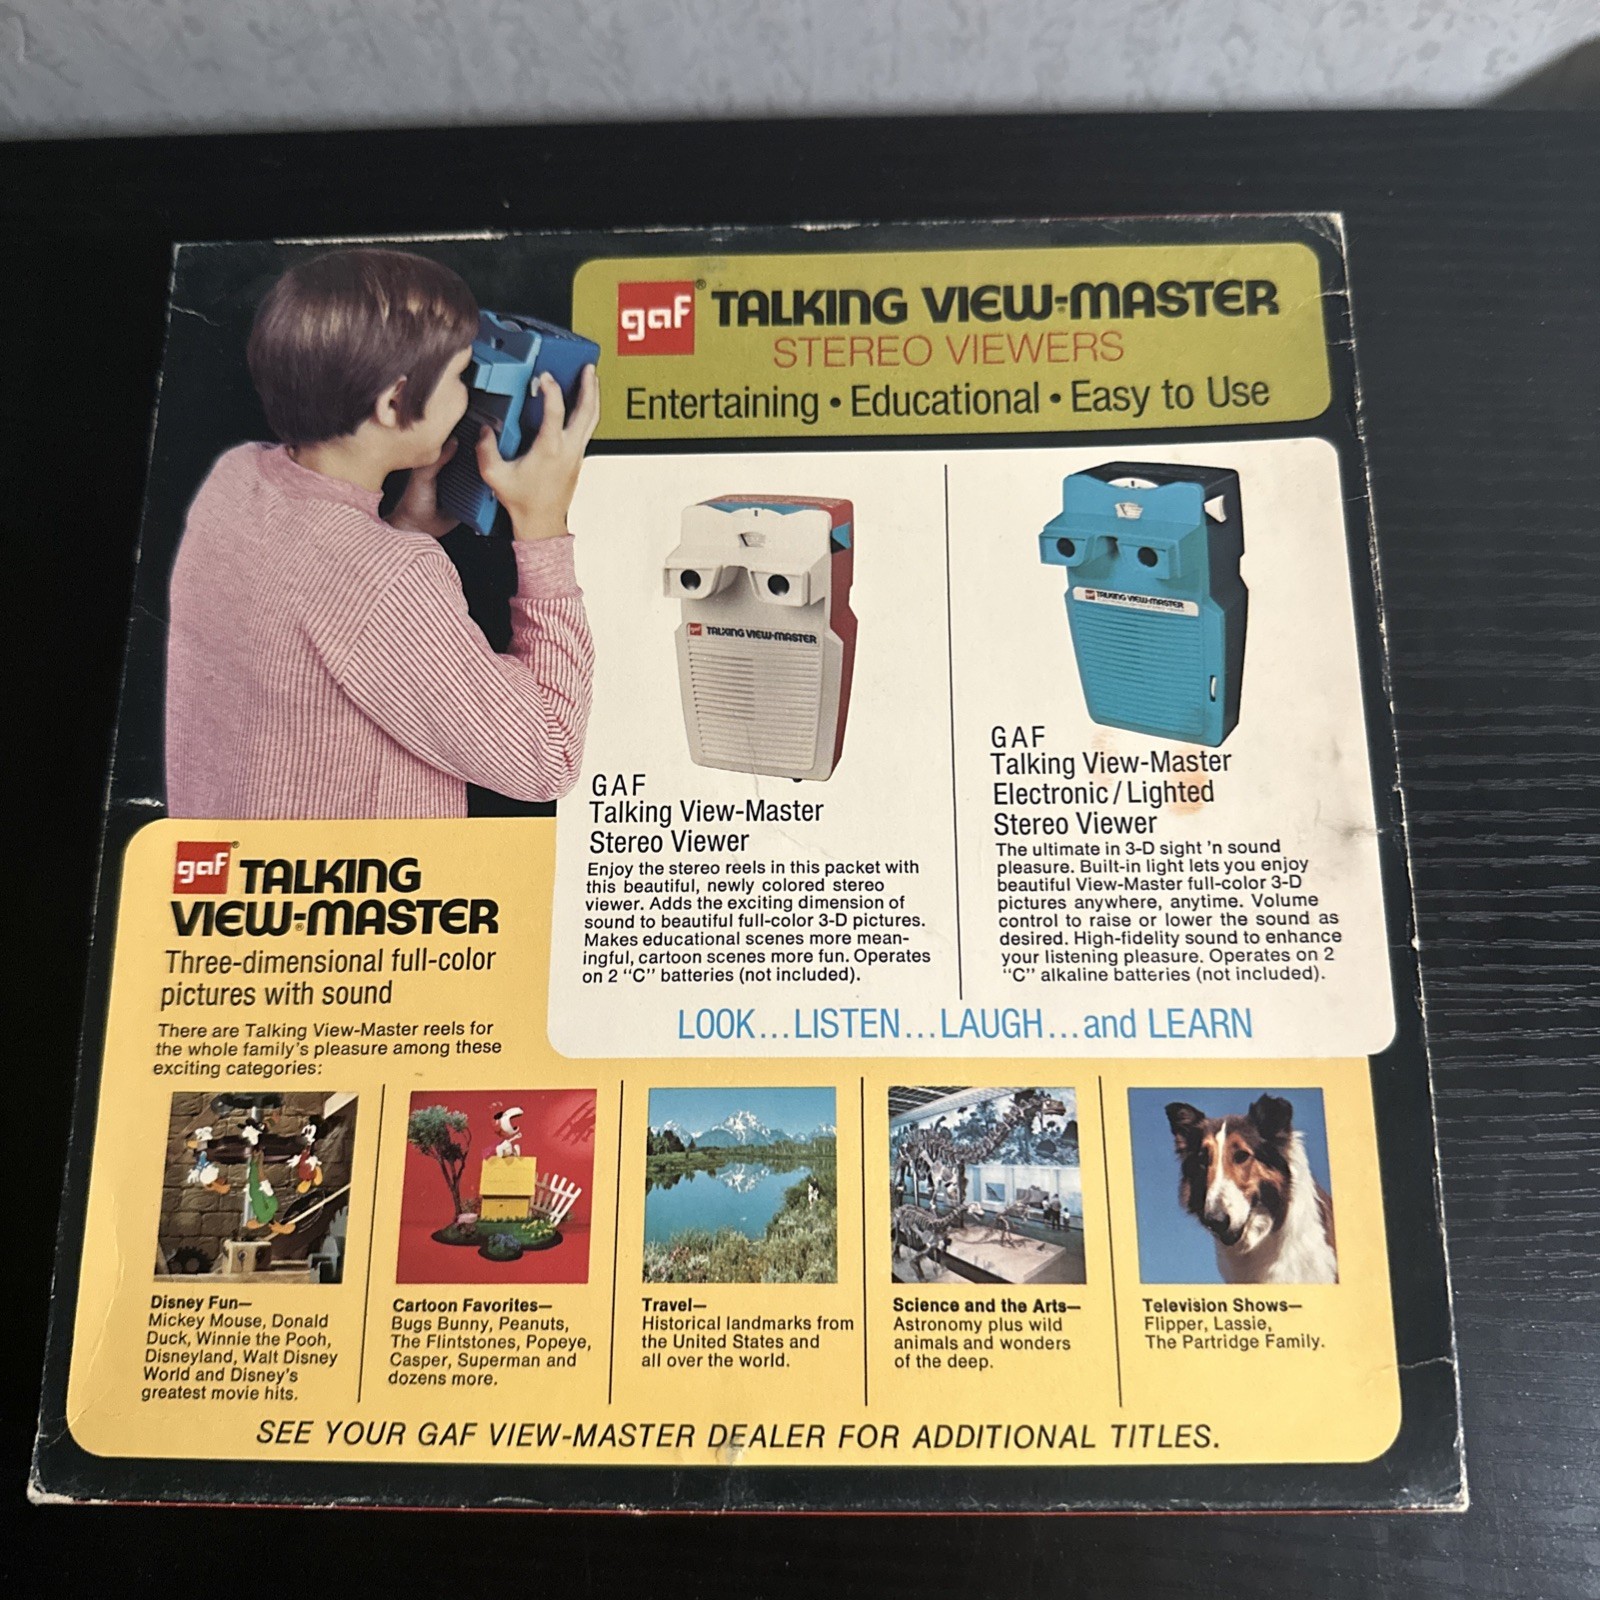 gaf® TALKING VIEW-MASTER
STEREO VIEWERS
Entertaining • Educational • Easy to Use
gaf TALKING VIEW-MASTER
GAF
Talking View-Master
Stereo Viewer
Enjoy the stereo reels in this packet with
this beautiful, newly colored stereo
viewer. Adds the exciting dimension of
sound to beautiful full-color 3-D pictures.
Makes educational scenes more mean-
ingful, cartoon scenes more fun. Operates
on 2 "C" batteries (not included).
gaf TALKING VIEW-MASTER
GAF
Talking View-Master
Electronic/Lighted
Stereo Viewer
The ultimate in 3-D sight 'n sound
pleasure. Built-in light lets you enjoy
beautiful View-Master full-color 3-D
pictures anywhere, anytime. Volume
control to raise or lower the sound as
desired. High-fidelity sound to enhance
your listening pleasure. Operates on 2
"C" alkaline batteries (not included).
LOOK...LISTEN...LAUGH...and LEARN
gaf® TALKING
VIEW-MASTER®
Three-dimensional full-color
pictures with sound
There are Talking View-Master reels for
the whole family's pleasure among these
exciting categories:
Disney Fun—
Mickey Mouse, Donald
Duck, Winnie the Pooh,
Disneyland, Walt Disney
World and Disney's
greatest movie hits.
Cartoon Favorites—
Bugs Bunny, Peanuts,
The Flintstones, Popeye,
Casper, Superman and
dozens more.
Travel—
Historical landmarks from
the United States and
all over the world.
Science and the Arts—
Astronomy plus wild
animals and wonders
of the deep.
Television Shows—
Flipper, Lassie,
The Partridge Family.
SEE YOUR GAF VIEW-MASTER DEALER FOR ADDITIONAL TITLES.